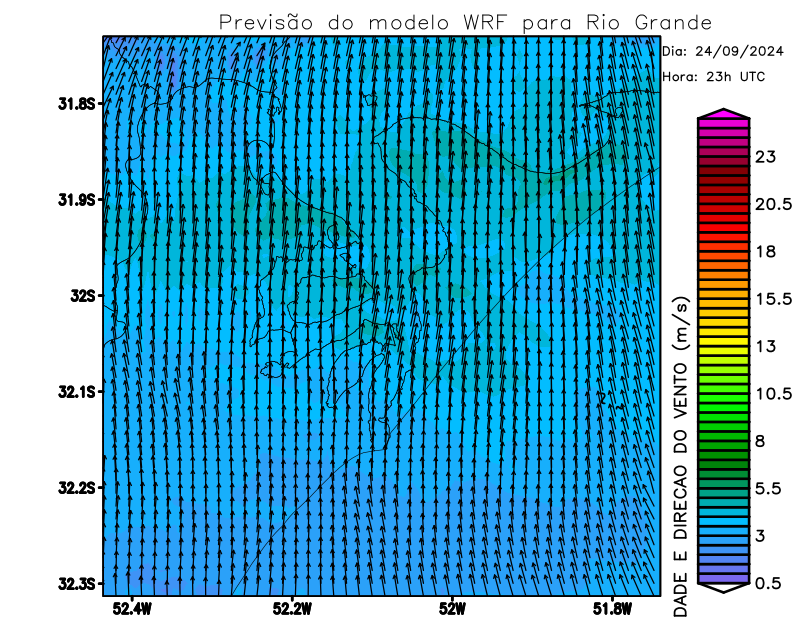 Previsão do modelo WRF para Rio Grande
Dia: 24/09/2024
Hora: 23h UTC
31.8S
31.9S
32S
32.1S
32.2S
32.3S
52.4W
52.2W
52W
51.8W
23
20.5
18
15.5
13
10.5
8
5.5
3
0.5
DADE E DIRECAO DO VENTO (m/s)